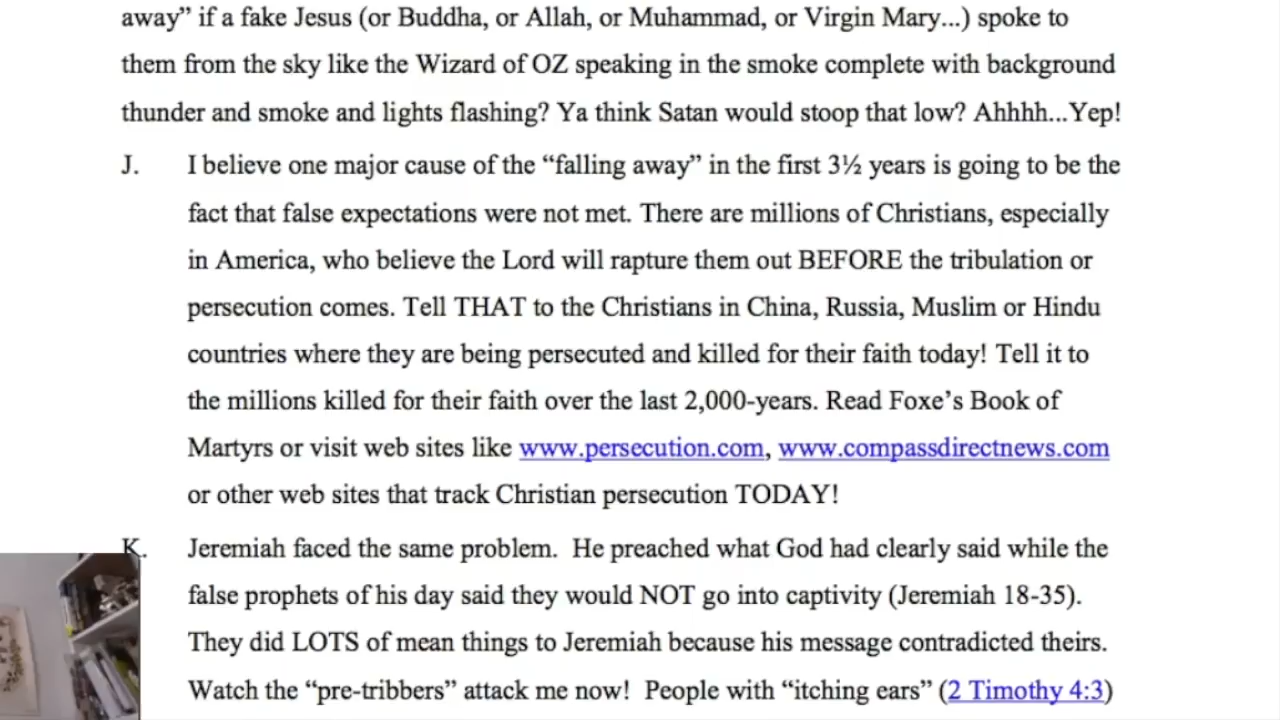 away” if a fake Jesus (or Buddha, or Allah, or Muhammad, or Virgin Mary...) spoke to
them from the sky like the Wizard of OZ speaking in the smoke complete with background
thunder and smoke and lights flashing? Ya think Satan would stoop that low? Ahhhh...Yep!
J. I believe one major cause of the “falling away” in the first 3½ years is going to be the
fact that false expectations were not met. There are millions of Christians, especially
in America, who believe the Lord will rapture them out BEFORE the tribulation or
persecution comes. Tell THAT to the Christians in China, Russia, Muslim or Hindu
countries where they are being persecuted and killed for their faith today! Tell it to
the millions killed for their faith over the last 2,000-years. Read Foxe’s Book of
Martyrs or visit web sites like www.persecution.com, www.compassdirectnews.com
or other web sites that track Christian persecution TODAY!
K. Jeremiah faced the same problem.  He preached what God had clearly said while the
false prophets of his day said they would NOT go into captivity (Jeremiah 18-35).
They did LOTS of mean things to Jeremiah because his message contradicted theirs.
Watch the “pre-tribbers” attack me now!  People with “itching ears” (2 Timothy 4:3)